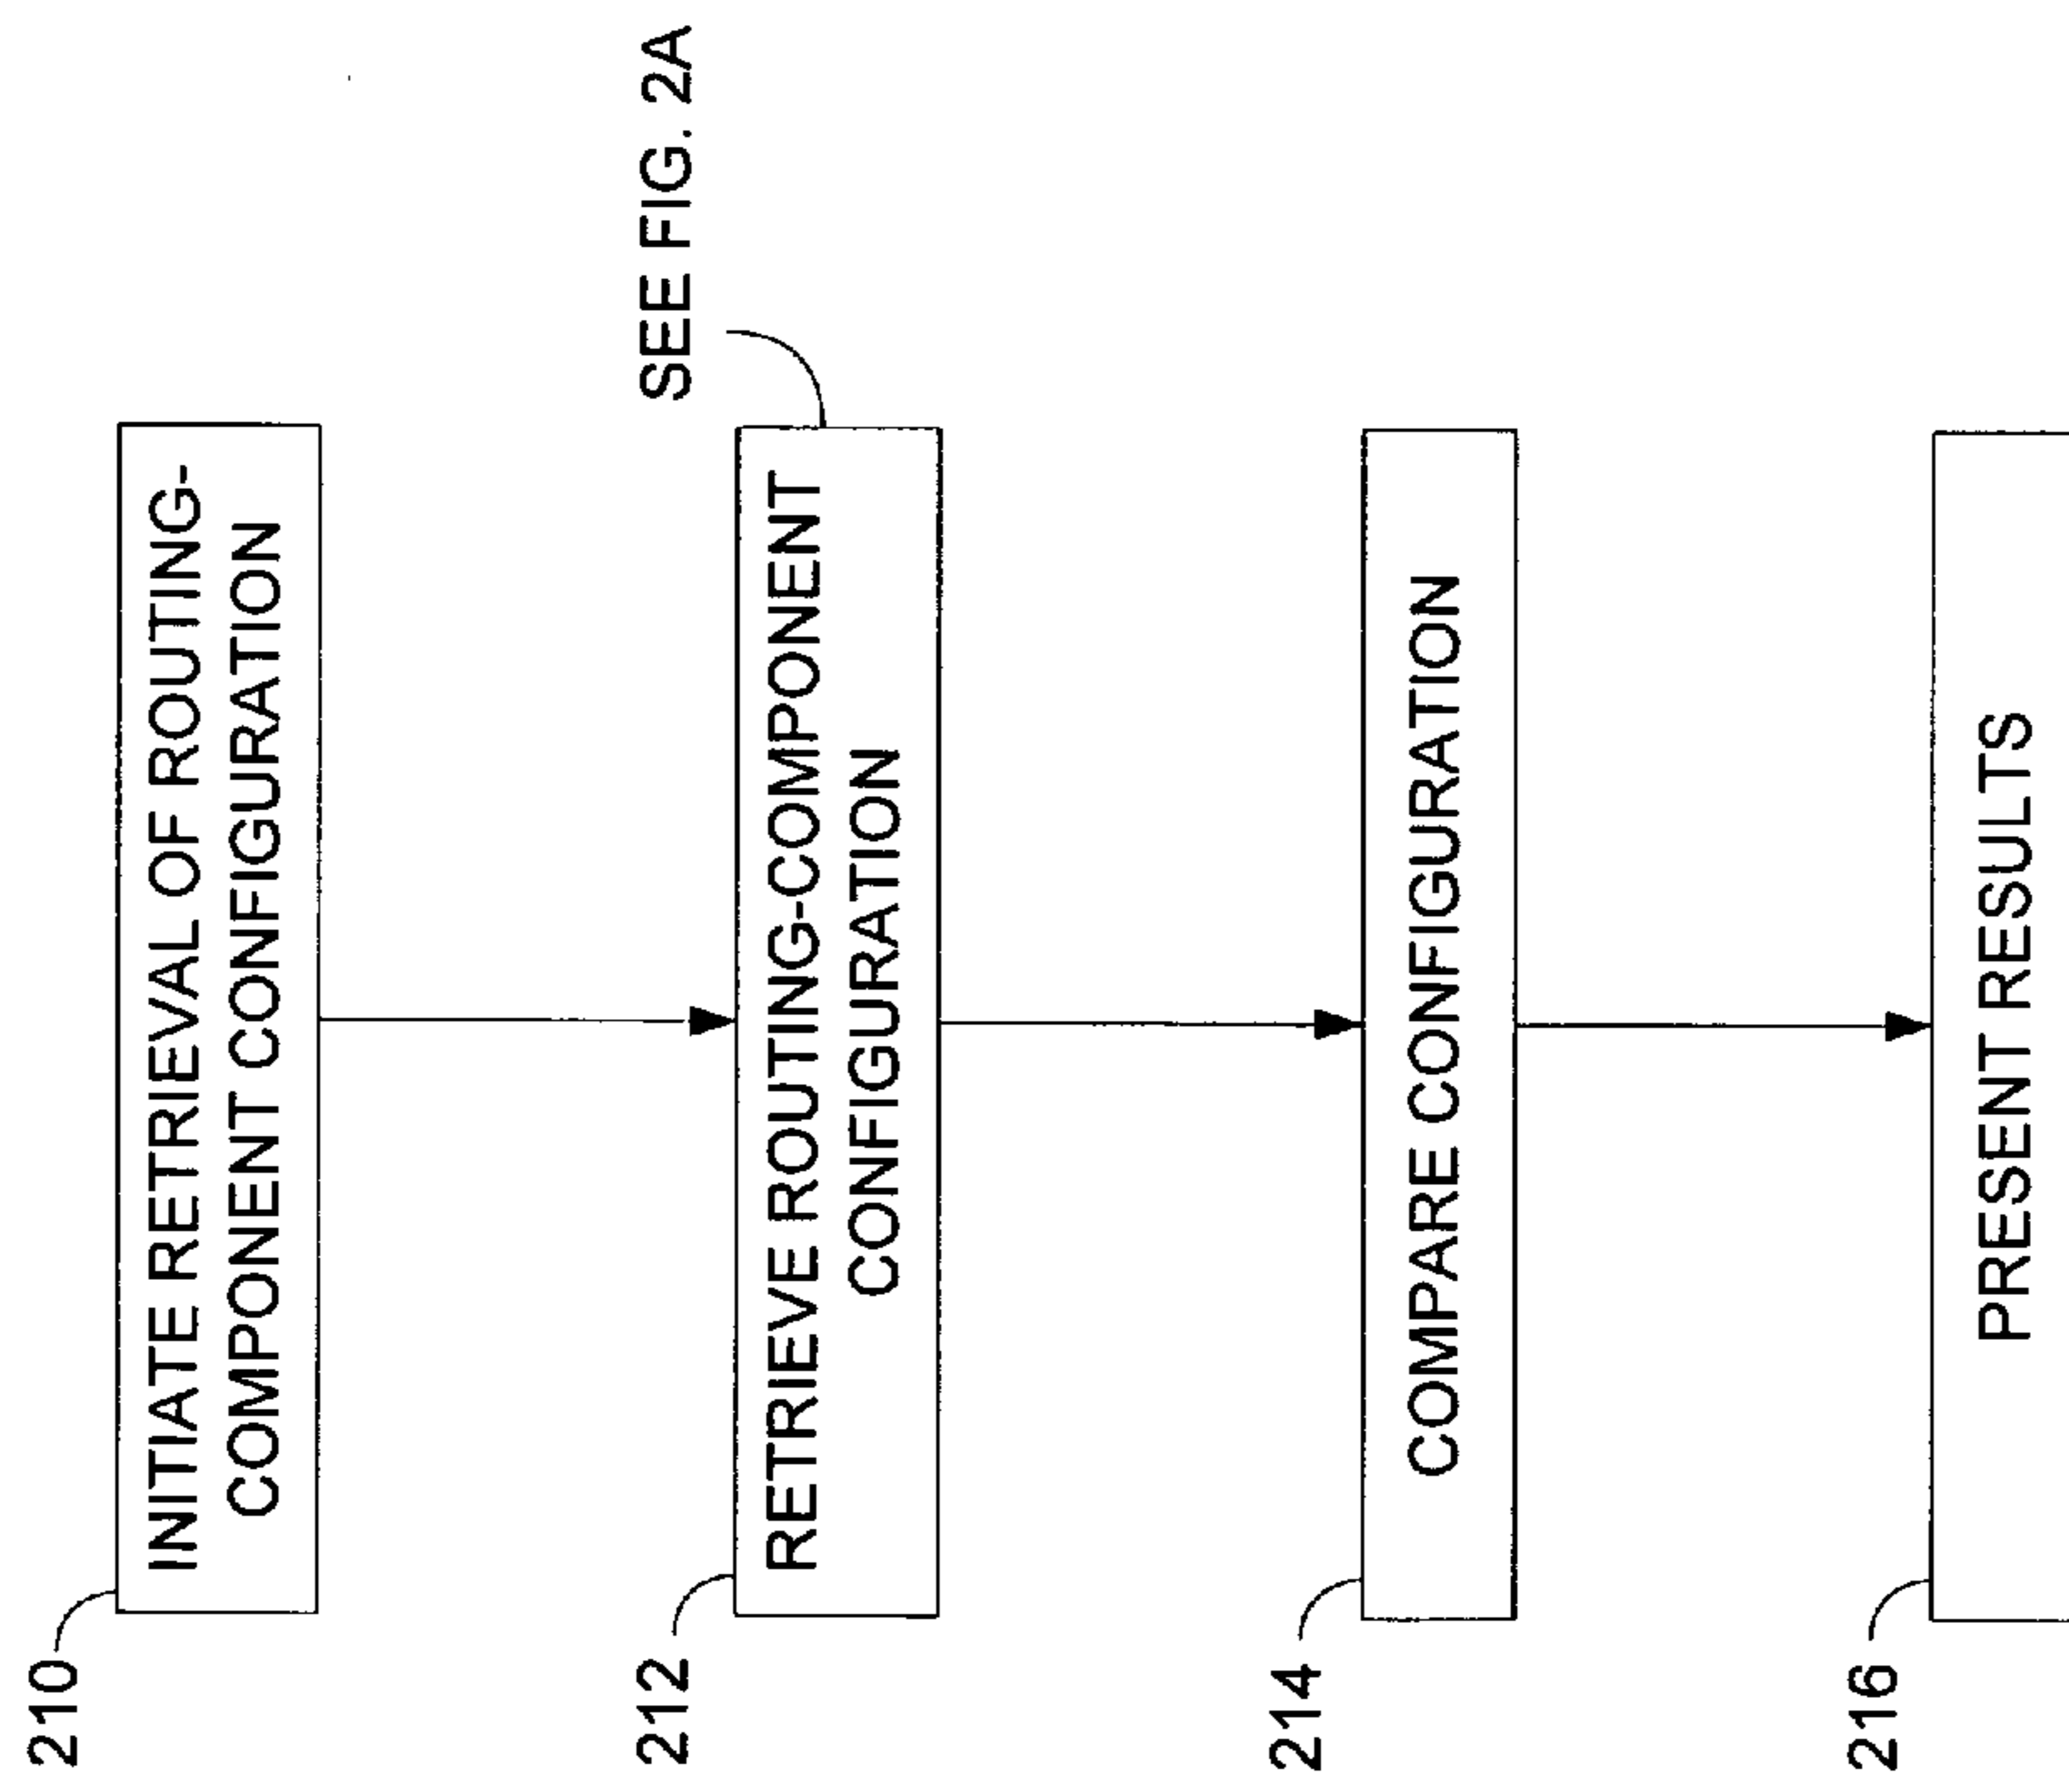 210
INITIATE RETRIEVAL OF ROUTING-
COMPONENT CONFIGURATION
212
RETRIEVE ROUTING-COMPONENT
CONFIGURATION
SEE FIG. 2A
214
COMPARE CONFIGURATION
216
PRESENT RESULTS